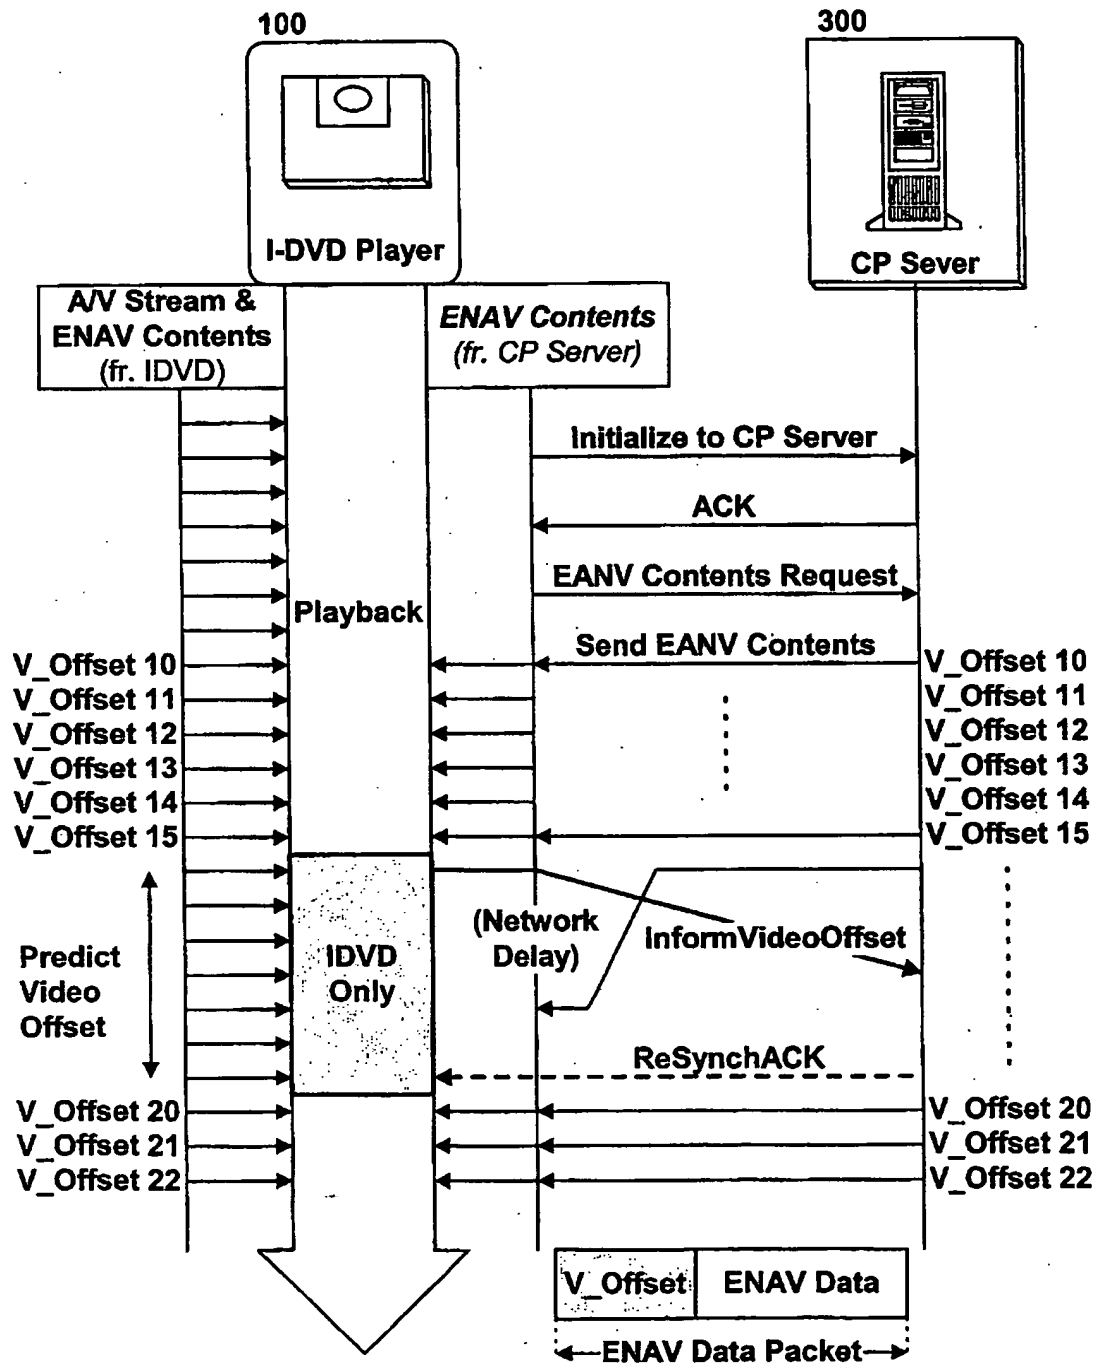 100
300
I-DVD Player
CP Sever
A/V Stream &
ENAV Contents
(fr. IDVD)
ENAV Contents
(fr. CP Server)
Initialize to CP Server
ACK
EANV Contents Request
Playback
Send EANV Contents
V_Offset 10
V_Offset 11
V_Offset 12
V_Offset 13
V_Offset 14
V_Offset 15
V_Offset 10
V_Offset 11
V_Offset 12
V_Offset 13
V_Offset 14
V_Offset 15
Predict
Video
Offset
IDVD
Only
(Network
Delay)
InformVideoOffset
ReSynchACK
V_Offset 20
V_Offset 21
V_Offset 22
V_Offset 20
V_Offset 21
V_Offset 22
V_Offset
ENAV Data
ENAV Data Packet